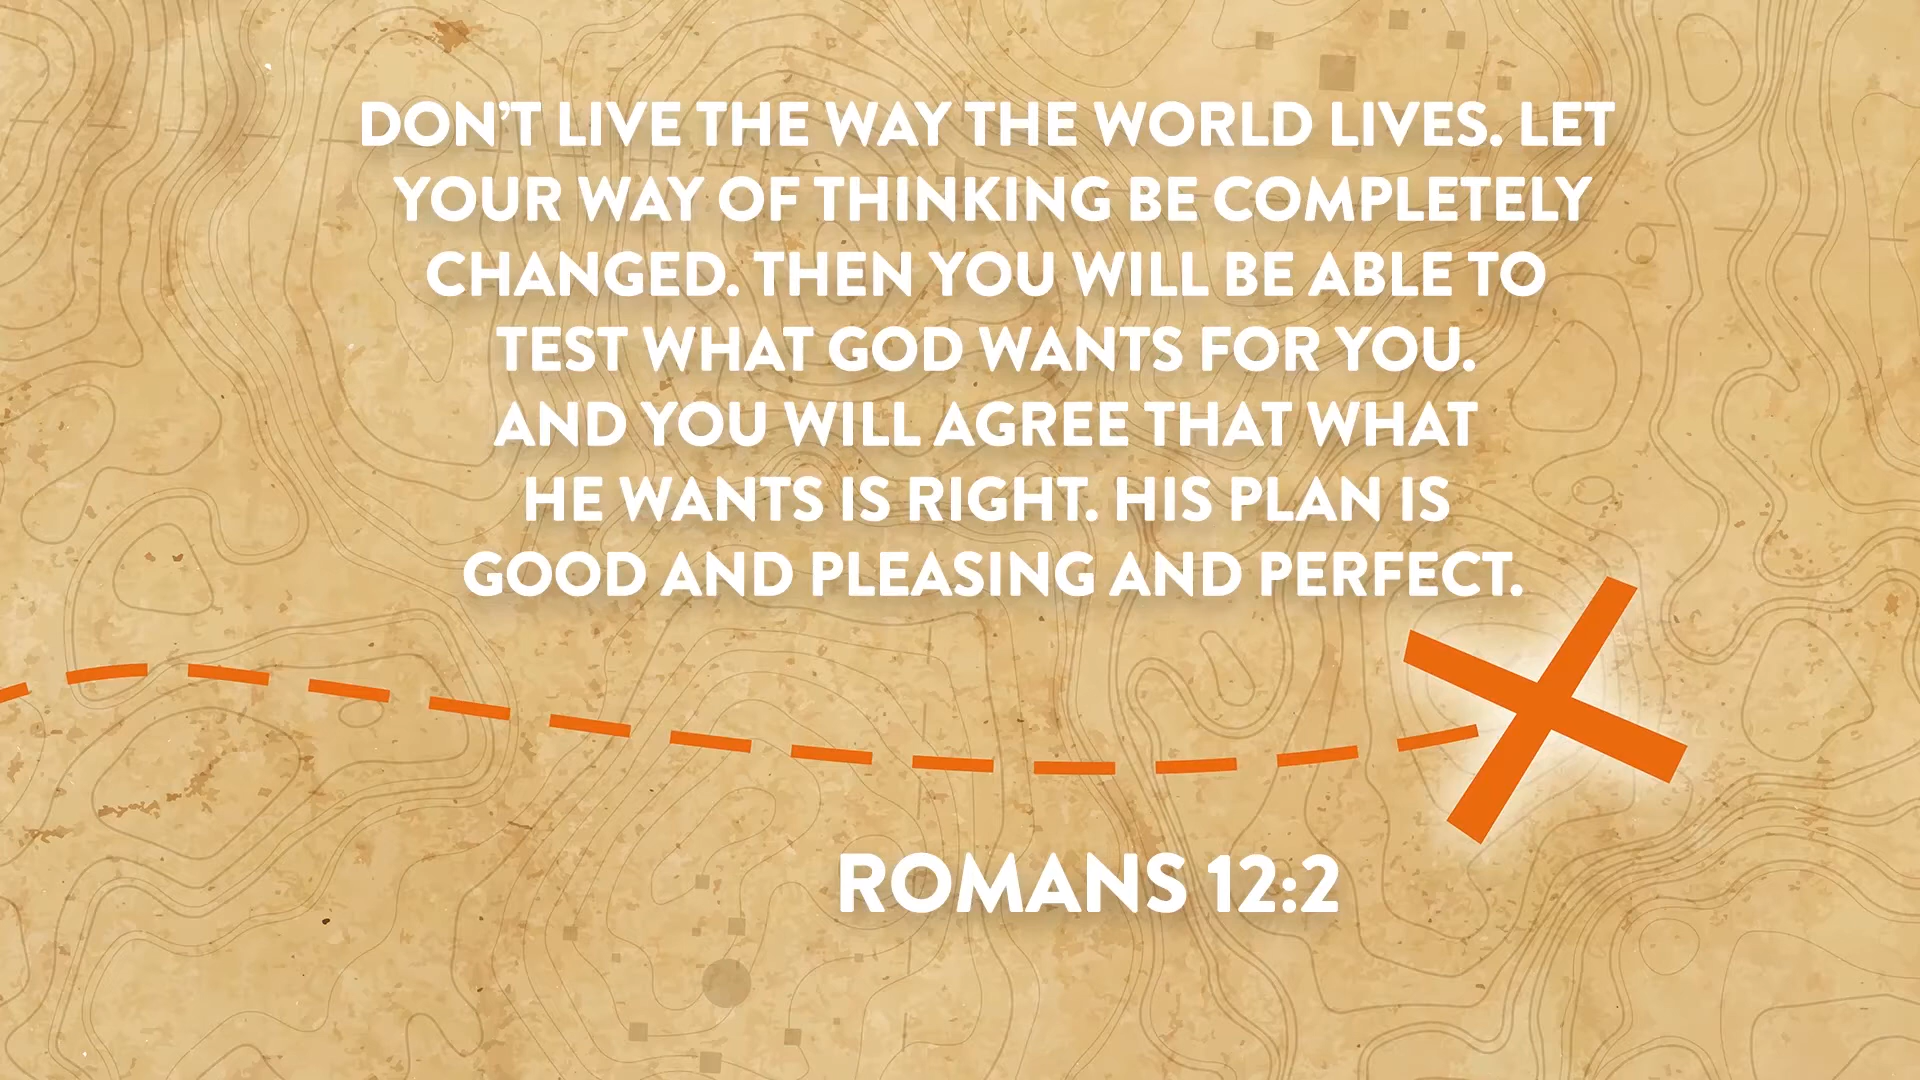 DON'T LIVE THE WAY THE WORLD LIVES. LET
YOUR WAY OF THINKING BE COMPLETELY
CHANGED. THEN YOU WILL BE ABLE TO
TEST WHAT GOD WANTS FOR YOU.
AND YOU WILL AGREE THAT WHAT
HE WANTS IS RIGHT. HIS PLAN IS
GOOD AND PLEASING AND PERFECT.
ROMANS 12:2